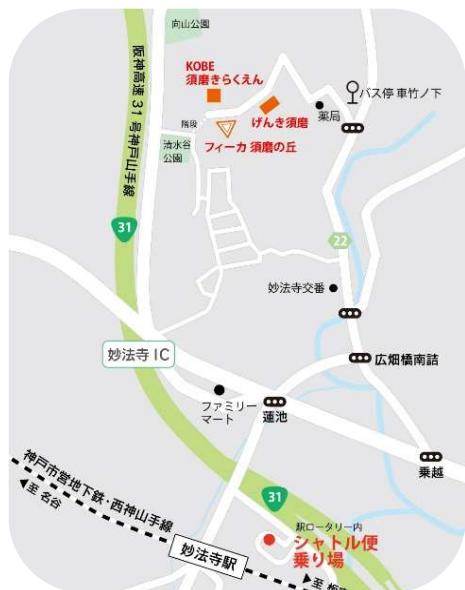 向山公園
阪神高速31号神戸山手線
KOBE
須磨きらくえん
バス停 車竹ノ下
階段
げんき須磨
薬局
清水谷
公園
フィーカ 須磨の丘
31
22
妙法寺交番
妙法寺 IC
広畑橋南詰
ファミリー
マート
蓮池
乗越
神戸市営地下鉄・西神山手線
至 名谷
31
駅ロータリー内
シャトル便
乗り場
妙法寺駅
至 板宿